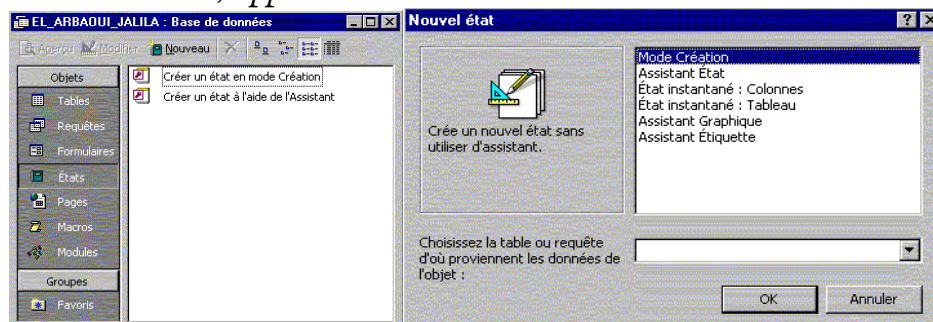 EL_ARBAOUI_JALILA : Base de données
Aperçu Modifier Nouveau
Objets
Tables
Requêtes
Formulaires
États
Pages
Macros
Modules
Groupes
Favoris
Créer un état en mode Création
Créer un état à l'aide de l'Assistant
Nouvel état
Crée un nouvel état sans
utiliser d'assistant.
Mode Création
Assistant État
État instantané : Colonnes
État instantané : Tableau
Assistant Graphique
Assistant Étiquette
Choisissez la table ou requête
d'où proviennent les données de
l'objet :
OK
Annuler